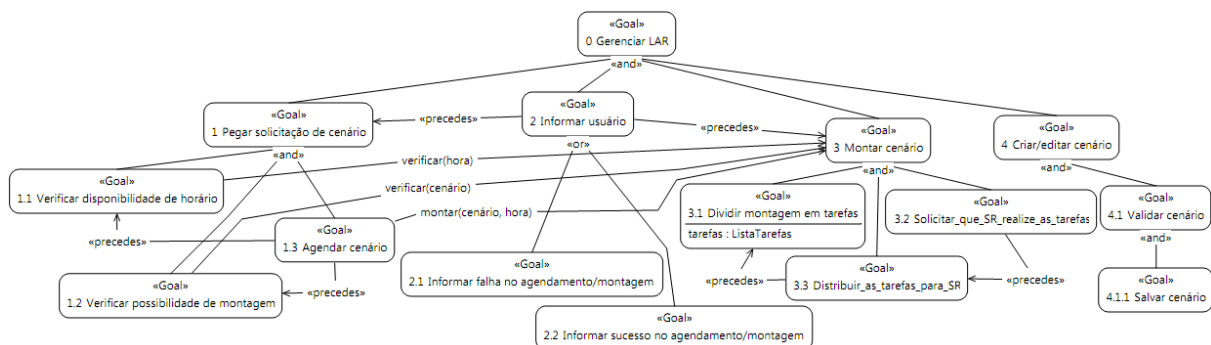 «Goal»
0 Gerenciar LAR
«and»
«Goal»
1 Pegar solicitação de cenário
«and»
«precedes»
«Goal»
2 Informar usuário
«or»
«precedes»
«Goal»
3 Montar cenário
«and»
«Goal»
4 Criar/editar cenário
«and»
verificar(hora)
verificar(cenário)
montar(cenário, hora)
«Goal»
1.1 Verificar disponibilidade de horário
«precedes»
«Goal»
1.3 Agendar cenário
«precedes»
«Goal»
1.2 Verificar possibilidade de montagem
«Goal»
2.1 Informar falha no agendamento/montagem
«Goal»
2.2 Informar sucesso no agendamento/montagem
«Goal»
3.1 Dividir montagem em tarefas
tarefas : ListaTarefas
«precedes»
«Goal»
3.2 Solicitar_que_SR_realize_as_tarefas
«precedes»
«Goal»
3.3 Distribuir_as_tarefas_para_SR
«Goal»
4.1 Validar cenário
«and»
«Goal»
4.1.1 Salvar cenário